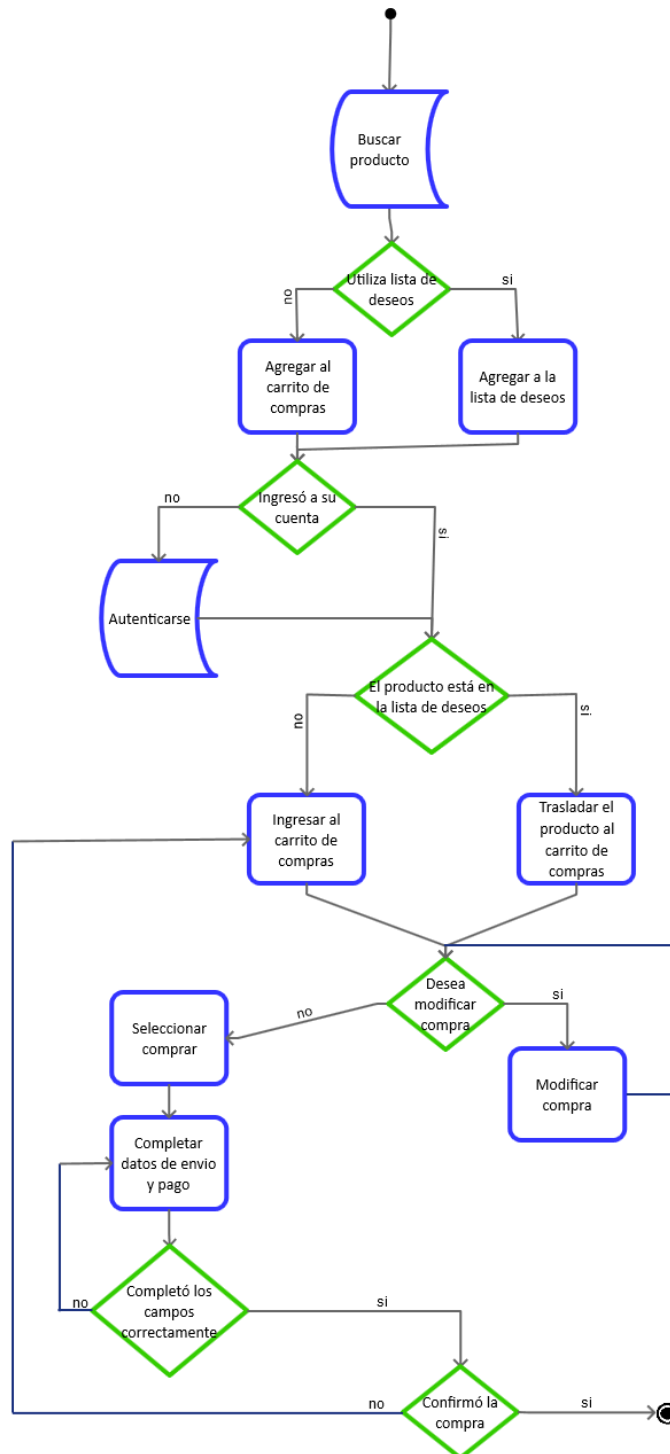 Buscar
producto
Utiliza lista de
deseos
no
si
Agregar al
carrito de
compras
Agregar a la
lista de deseos
Ingresó a su
cuenta
no
si
Autenticarse
El producto está en
la lista de deseos
no
si
Ingresar al
carrito de
compras
Trasladar el
producto al
carrito de
compras
Desea
modificar
compra
no
si
Seleccionar
comprar
Modificar
compra
Completar
datos de envio
y pago
Completó los
campos
correctamente
no
si
Confirmó la
compra
no
si